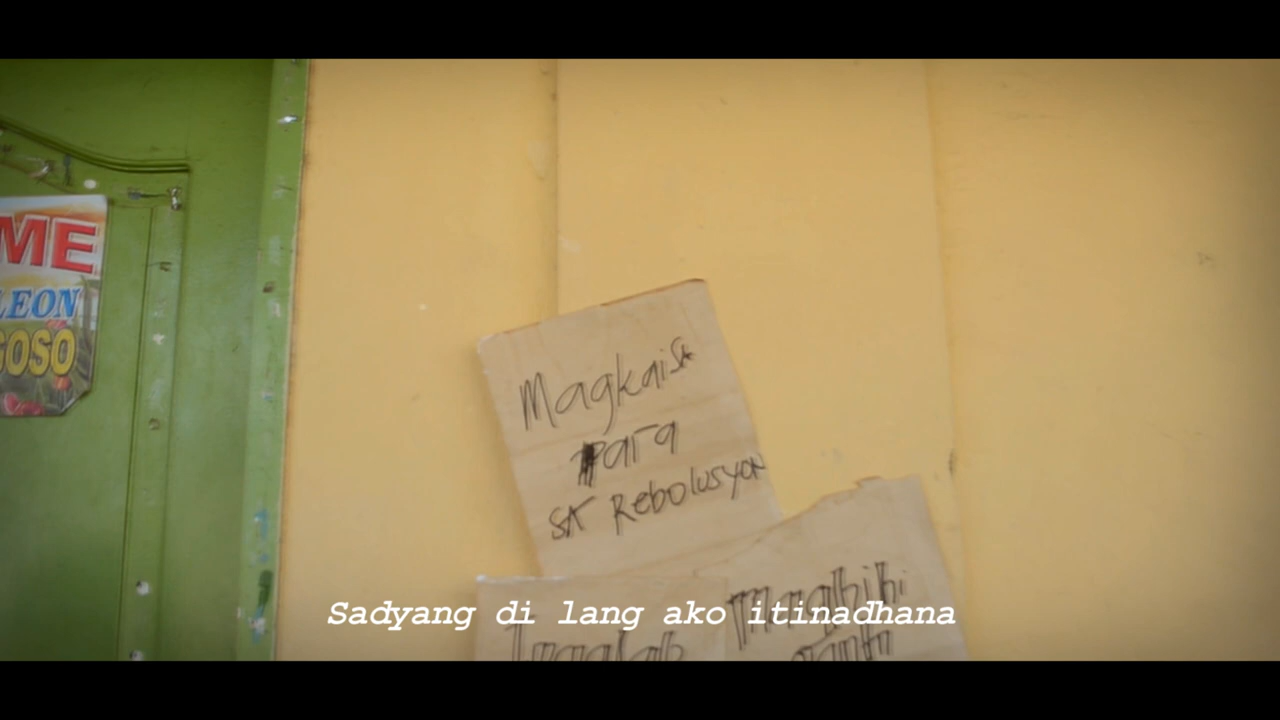 ME
LEON
GOSO
Magkaisa
para
sa Rebolusyon
Sadyang di lang ako itinadhana